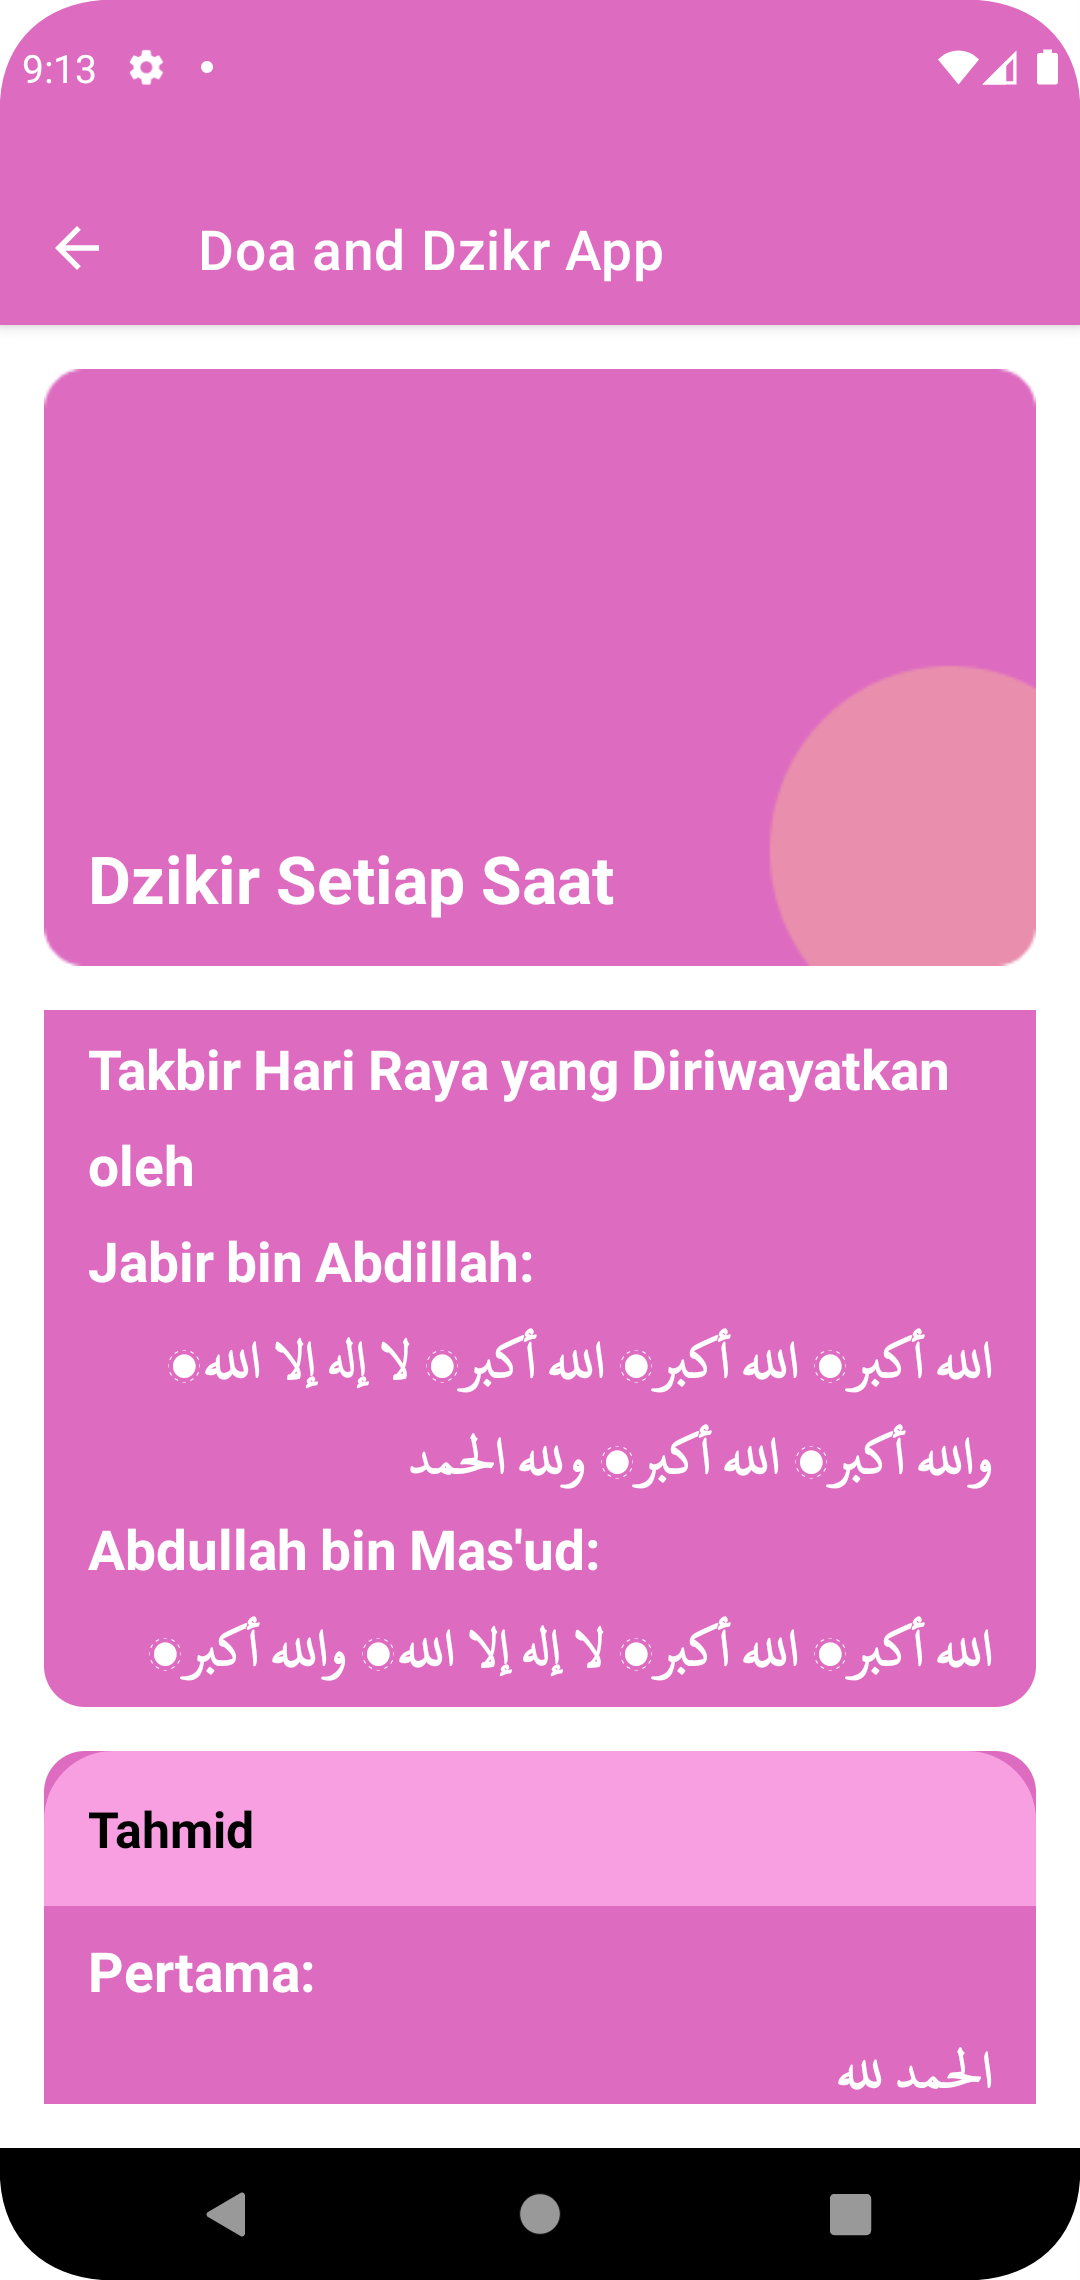 9:13
Doa and Dzikr App
Dzikir Setiap Saat
Takbir Hari Raya yang Diriwayatkan
oleh
Jabir bin Abdillah:
الله أكبر۝ الله أكبر۝ الله أكبر۝ لا إله إلا الله۝
والله أكبر۝ الله أكبر۝ ولله الحمد
Abdullah bin Mas'ud:
الله أكبر۝ الله أكبر۝ لا إله إلا الله۝ والله أكبر۝
Tahmid
Pertama:
الحمد لله